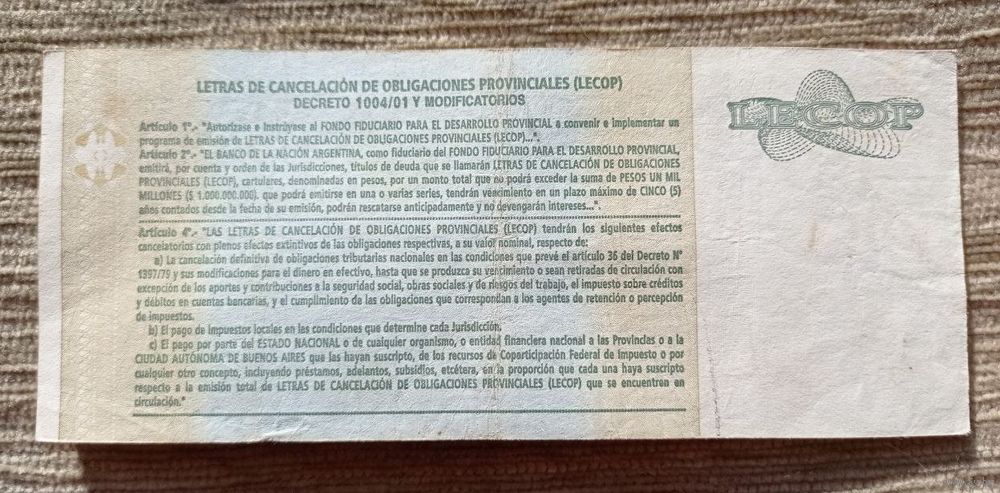 LETRAS DE CANCELACIÓN DE OBLIGACIONES PROVINCIALES (LECOP)
DECRETO 1004/01 Y MODIFICATORIOS
LECOP
Artículo 1º.- "Autorízase e Instrúyase al FONDO FIDUCIARIO PARA EL DESARROLLO PROVINCIAL a convenir e implementar un
programa de emisión de LETRAS DE CANCELACIÓN DE OBLIGACIONES PROVINCIALES (LECOP)...".
Artículo 2º.- "EL BANCO DE LA NACIÓN ARGENTINA, como fiduciario del FONDO FIDUCIARIO PARA EL DESARROLLO PROVINCIAL,
emitirá, por cuenta y orden de las Jurisdicciones, títulos de deuda que se llamarán LETRAS DE CANCELACIÓN DE OBLIGACIONES
PROVINCIALES (LECOP), cartulares, denominadas en pesos, por un monto total que no podrá exceder la suma de PESOS UN MIL
MILLONES ($ 1.000.000.000). que podrá emitirse en una o varias series, tendrán vencimiento en un plazo máximo de CINCO (5)
años contados desde la fecha de su emisión, podrán rescatarse anticipadamente y no devengarán intereses...".
Artículo 4º.- "LAS LETRAS DE CANCELACIÓN DE OBLIGACIONES PROVINCIALES (LECOP) tendrán los siguientes efectos
cancelatorios con plenos efectos extintivos de las obligaciones respectivas, a su valor nominal, respecto de:
a) La cancelación definitiva de obligaciones tributarias nacionales en las condiciones que prevé el artículo 36 del Decreto Nº
1397/79 y sus modificaciones para el dinero en efectivo, hasta que se produzca su vencimiento o sean retiradas de circulación con
excepción de los aportes y contribuciones a la seguridad social, obras sociales y de riesgos del trabajo, el impuesto sobre créditos
y débitos en cuentas bancarias, y el cumplimiento de las obligaciones que correspondan a los agentes de retención o percepción
de impuestos.
b) El pago de impuestos locales en las condiciones que determine cada Jurisdicción.
c) El pago por parte del ESTADO NACIONAL o de cualquier organismo, o entidad financiera nacional a las Provincias o a la
CIUDAD AUTÓNOMA DE BUENOS AIRES que las hayan suscripto, de los recursos de Coparticipación Federal de Impuesto o por
cualquier otro concepto, incluyendo préstamos, adelantos, subsidios, etcétera, en la proporción que cada una haya suscripto
respecto a la emisión total de LETRAS DE CANCELACIÓN DE OBLIGACIONES PROVINCIALES (LECOP) que se encuentren en
circulación."